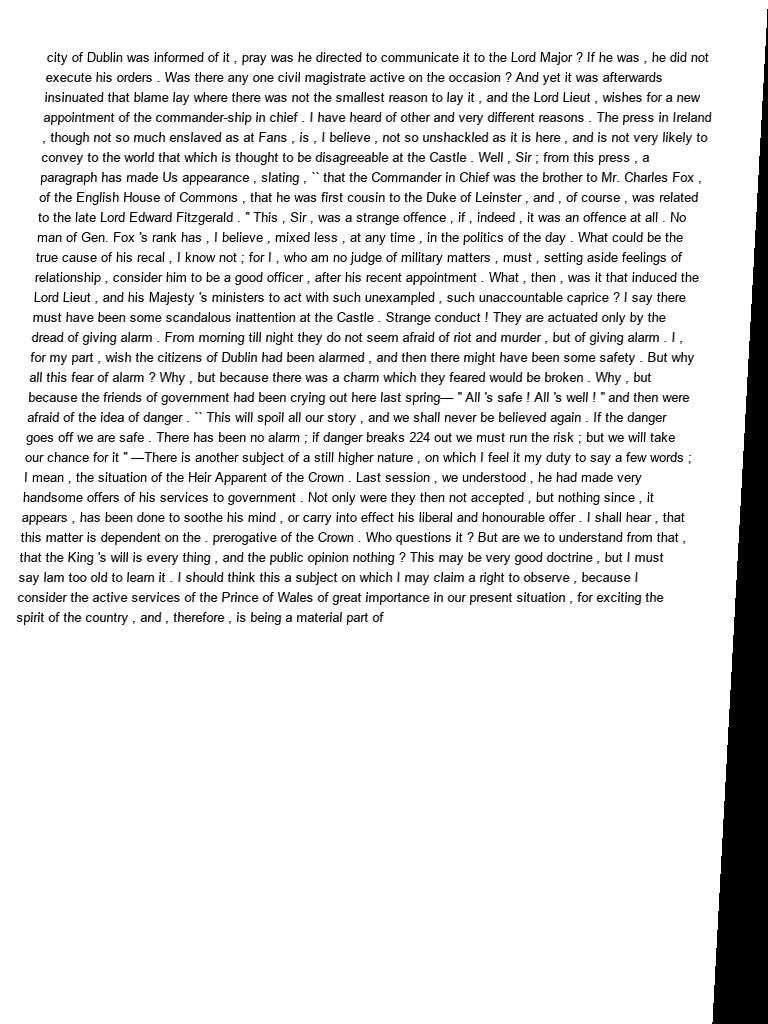 city of Dublin was informed of it , pray was he directed to communicate it to the Lord Major ? If he was , he did not
execute his orders . Was there any one civil magistrate active on the occasion ? And yet it was afterwards
insinuated that blame lay where there was not the smallest reason to lay it , and the Lord Lieut , wishes for a new
appointment of the commander-ship in chief . I have heard of other and very different reasons . The press in Ireland
, though not so much enslaved as at Fans , is , I believe , not so unshackled as it is here , and is not very likely to
convey to the world that which is thought to be disagreeable at the Castle . Well , Sir ; from this press , a
paragraph has made Us appearance , slating , `` that the Commander in Chief was the brother to Mr. Charles Fox ,
of the English House of Commons , that he was first cousin to the Duke of Leinster , and , of course , was related
to the late Lord Edward Fitzgerald . " This , Sir , was a strange offence , if , indeed , it was an offence at all . No
man of Gen. Fox 's rank has , I believe , mixed less , at any time , in the politics of the day . What could be the
true cause of his recal , I know not ; for I , who am no judge of military matters , must , setting aside feelings of
relationship , consider him to be a good officer , after his recent appointment . What , then , was it that induced the
Lord Lieut , and his Majesty 's ministers to act with such unexampled , such unaccountable caprice ? I say there
must have been some scandalous inattention at the Castle . Strange conduct ! They are actuated only by the
dread of giving alarm . From morning till night they do not seem afraid of riot and murder , but of giving alarm . I ,
for my part , wish the citizens of Dublin had been alarmed , and then there might have been some safety . But why
all this fear of alarm ? Why , but because there was a charm which they feared would be broken . Why , but
because the friends of government had been crying out here last spring— " All 's safe ! All 's well ! " and then were
afraid of the idea of danger . `` This will spoil all our story , and we shall never be believed again . If the danger
goes off we are safe . There has been no alarm ; if danger breaks 224 out we must run the risk ; but we will take
our chance for it " —There is another subject of a still higher nature , on which I feel it my duty to say a few words ;
I mean , the situation of the Heir Apparent of the Crown . Last session , we understood , he had made very
handsome offers of his services to government . Not only were they then not accepted , but nothing since , it
appears , has been done to soothe his mind , or carry into effect his liberal and honourable offer . I shall hear , that
this matter is dependent on the . prerogative of the Crown . Who questions it ? But are we to understand from that ,
that the King 's will is every thing , and the public opinion nothing ? This may be very good doctrine , but I must
say Iam too old to learn it . I should think this a subject on which I may claim a right to observe , because I
consider the active services of the Prince of Wales of great importance in our present situation , for exciting the
spirit of the country , and , therefore , is being a material part of